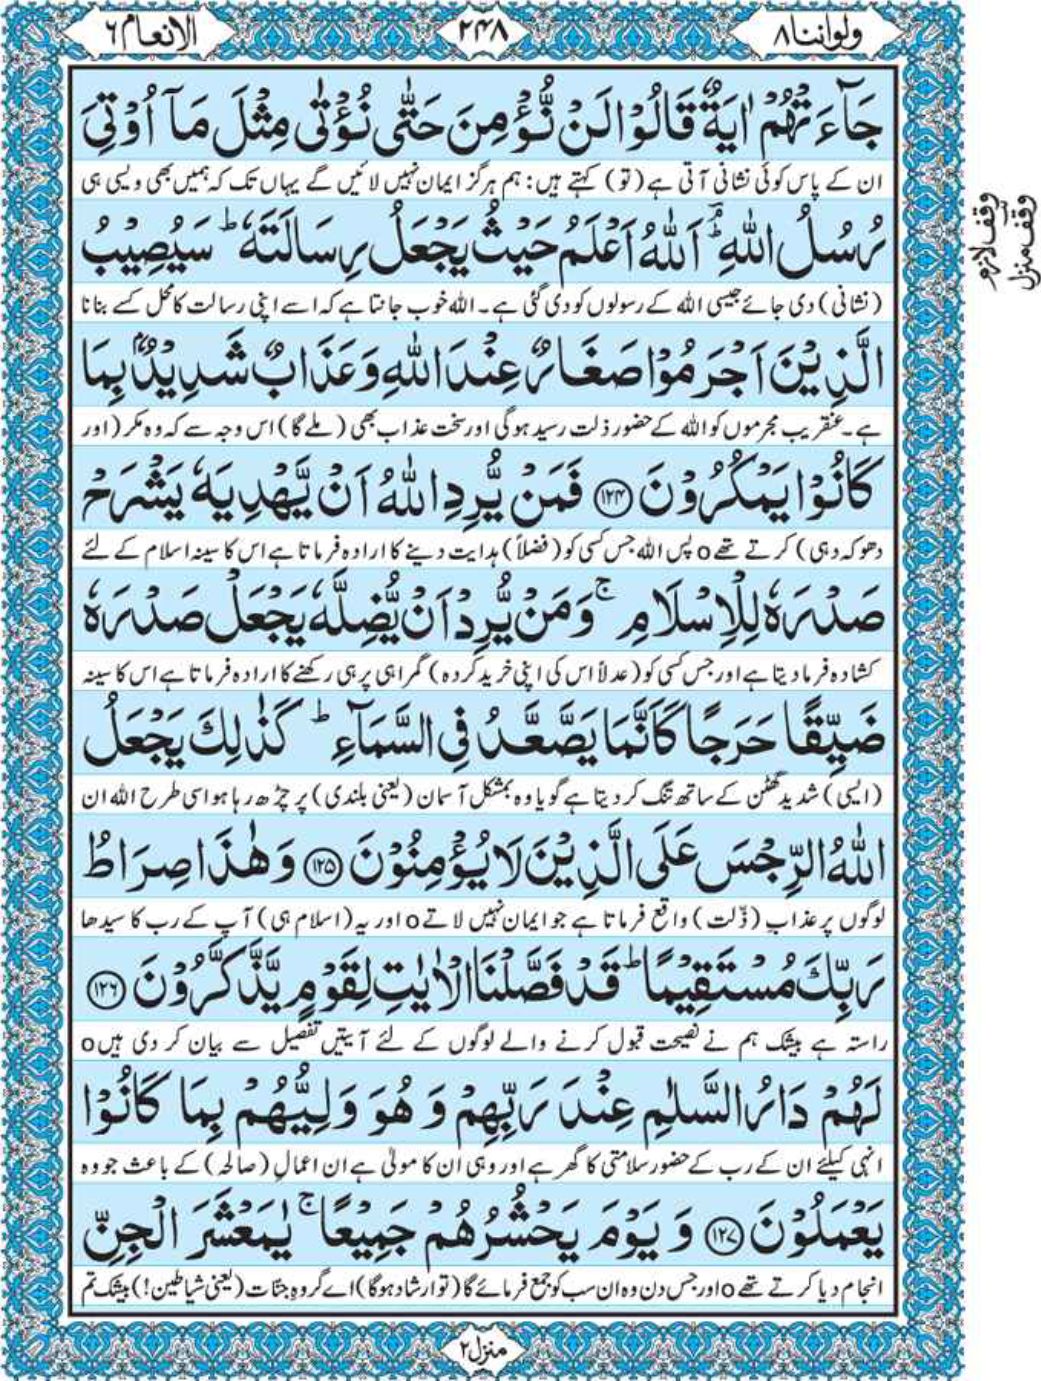 ولواننا ٨
٢٤٨
الانعام ٦
جَآءَتْهُمْ اٰيَةٌ قَالُوْا لَنْ نُّؤْمِنَ حَتّٰى نُؤْتٰى مِثْلَ مَآ اُوْتِيَ
ان کے پاس کوئی نشانی آتی ہے (تو) کہتے ہیں: ہم ہرگز ایمان نہیں لائیں گے یہاں تک کہ ہمیں بھی ویسی ہی
رُسُلُ اللّٰهِ ۘؔ اَللّٰهُ اَعْلَمُ حَيْثُ يَجْعَلُ رِسَالَتَهٗ ؕ سَيُصِيْبُ
(نشانی) دی جائے جیسی اللہ کے رسولوں کو دی گئی ہے۔ اللہ خوب جانتا ہے کہ اسے اپنی رسالت کا محل کسے بنانا
الَّذِيْنَ اَجْرَمُوْا صَغَارٌ عِنْدَ اللّٰهِ وَعَذَابٌ شَدِيْدٌۢ بِمَا
ہے۔ عنقریب مجرموں کو اللہ کے حضور ذلت رسید ہوگی اور سخت عذاب بھی (ملے گا) اس وجہ سے کہ وہ مکر (اور
كَانُوْا يَمْكُرُوْنَ ﴿۱۲۴﴾ فَمَنْ يُّرِدِ اللّٰهُ اَنْ يَّهْدِيَهٗ يَشْرَحْ
دھوکہ دہی) کرتے تھے o پس اللہ جس کسی کو (فضلاً) ہدایت دینے کا ارادہ فرماتا ہے اس کا سینہ اسلام کے لئے
صَدْرَهٗ لِلْاِسْلَامِ ۚ وَمَنْ يُّرِدْ اَنْ يُّضِلَّهٗ يَجْعَلْ صَدْرَهٗ
کشادہ فرما دیتا ہے اور جس کسی کو (عدلاً اس کی اپنی خرید کردہ) گمراہی پر ہی رکھنے کا ارادہ فرماتا ہے اس کا سینہ
ضَيِّقًا حَرَجًا كَاَنَّمَا يَصَّعَّدُ فِى السَّمَآءِ ؕ كَذٰلِكَ يَجْعَلُ
(ایسی) شدید گھٹن کے ساتھ تنگ کر دیتا ہے گویا وہ بمشکل آسمان (یعنی بلندی) پر چڑھ رہا ہو اسی طرح اللہ ان
اللّٰهُ الرِّجْسَ عَلَى الَّذِيْنَ لَا يُؤْمِنُوْنَ ﴿۱۲۵﴾ وَهٰذَا صِرَاطُ
لوگوں پر عذاب (ذّلت) واقع فرماتا ہے جو ایمان نہیں لاتے o اور یہ (اسلام ہی) آپ کے رب کا سیدھا
رَبِّكَ مُسْتَقِيْمًا ؕ قَدْ فَصَّلْنَا الْاٰيٰتِ لِقَوْمٍ يَّذَّكَّرُوْنَ ﴿۱۲۶﴾
راستہ ہے بیشک ہم نے نصیحت قبول کرنے والے لوگوں کے لئے آیتیں تفصیل سے بیان کر دی ہیں o
لَهُمْ دَارُ السَّلٰمِ عِنْدَ رَبِّهِمْ وَ هُوَ وَلِيُّهُمْ بِمَا كَانُوْا
انہی کیلئے ان کے رب کے حضور سلامتی کا گھر ہے اور وہی ان کا مولیٰ ہے ان اعمالِ (صالحہ) کے باعث جو وہ
يَعْمَلُوْنَ ﴿۱۲۷﴾ وَ يَوْمَ يَحْشُرُهُمْ جَمِيْعًا ۚ يٰمَعْشَرَ الْجِنِّ
انجام دیا کرتے تھے o اور جس دن وہ ان سب کو جمع فرمائے گا (تو ارشاد ہوگا) اے گروہِ جنّات (یعنی شیاطین!) بیشک تم
منزل ٢
وقف لازم
وقف منزل